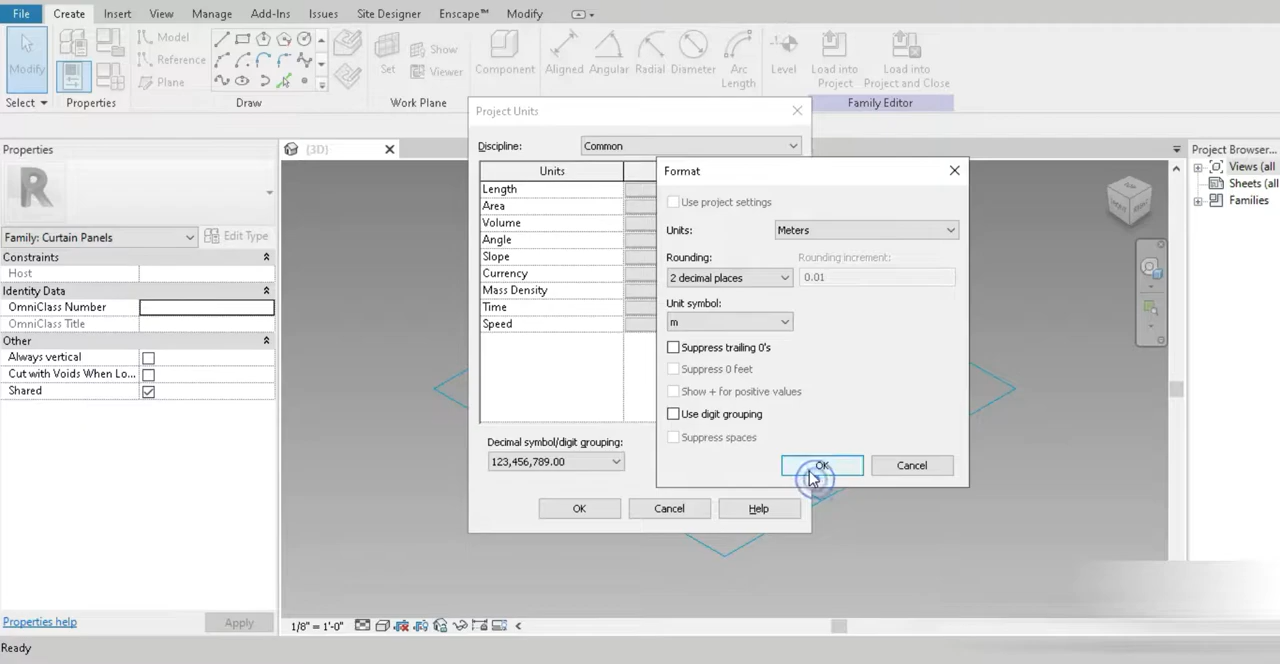 File Create Insert View Manage Add-Ins Issues Site Designer Enscape™ Modify
Modify
Select
Properties
Model
Reference
Plane
Draw
Set
Show
Viewer
Work Plane
Component
Aligned Angular Radial Diameter Arc
Length
Level
Load into
Project
Load into
Project and Close
Family Editor
Properties
R
Family: Curtain Panels
Edit Type
Constraints
Host
Identity Data
OmniClass Number
OmniClass Title
Other
Always vertical
Cut with Voids When Lo...
Shared
Properties help
Apply
Ready
{3D}
1/8" = 1'-0"
Project Units
Discipline:
Common
Units
Length
Area
Volume
Angle
Slope
Currency
Mass Density
Time
Speed
Decimal symbol/digit grouping:
123,456,789.00
OK
Cancel
Help
Format
Use project settings
Units:
Meters
Rounding:
Rounding increment:
2 decimal places
0.01
Unit symbol:
m
Suppress trailing 0's
Suppress 0 feet
Show + for positive values
Use digit grouping
Suppress spaces
OK
Cancel
Project Browser...
Views (all
Sheets (all
Families